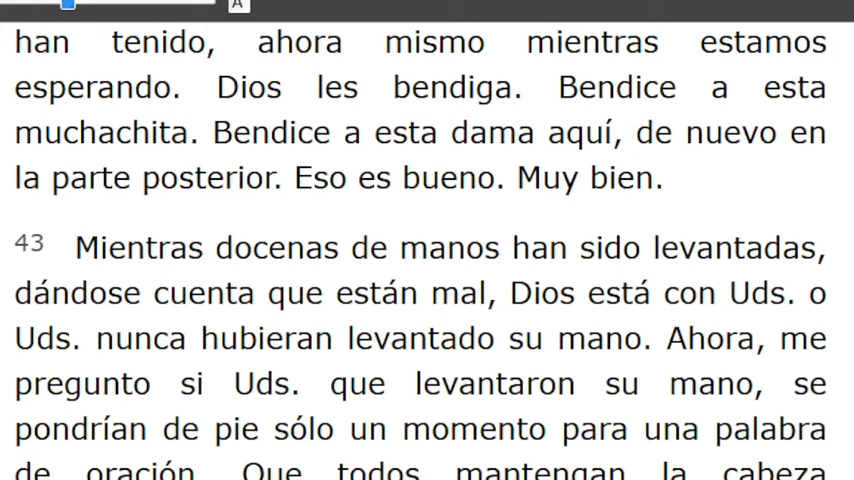 A
han tenido, ahora mismo mientras estamos
esperando. Dios les bendiga. Bendice a esta
muchachita. Bendice a esta dama aquí, de nuevo en
la parte posterior. Eso es bueno. Muy bien.
43 Mientras docenas de manos han sido levantadas,
dándose cuenta que están mal, Dios está con Uds. o
Uds. nunca hubieran levantado su mano. Ahora, me
pregunto si Uds. que levantaron su mano, se
pondrían de pie sólo un momento para una palabra
de oración. Que todos mantengan la cabeza